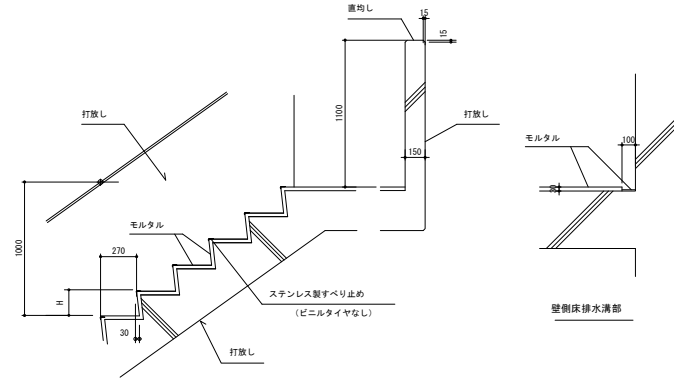 直均し
15
15
打放し
1100
打放し
150
モルタル
100
30
1000
モルタル
270
H
ステンレス製すべり止め
(ビニルタイヤなし)
30
打放し
壁側床排水溝部